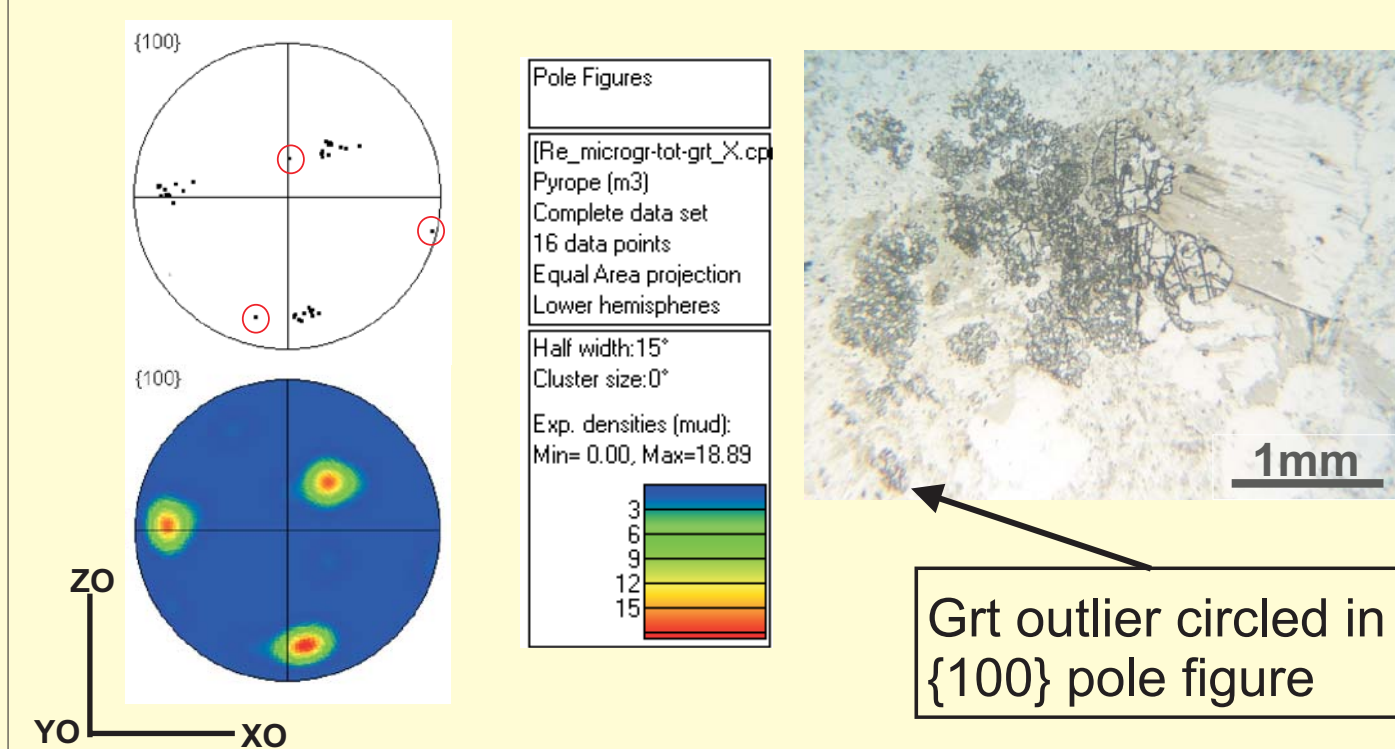 {100}
{100}
ZO
YO
XO
Pole Figures
[Re_microgr-tot-grt_X.cp
Pyrope (m3)
Complete data set
16 data points
Equal Area projection
Lower hemispheres
Half width:15°
Cluster size:0°
Exp. densities (mud):
Min= 0.00, Max=18.89
3
6
9
12
15
1mm
Grt outlier circled in
{100} pole figure